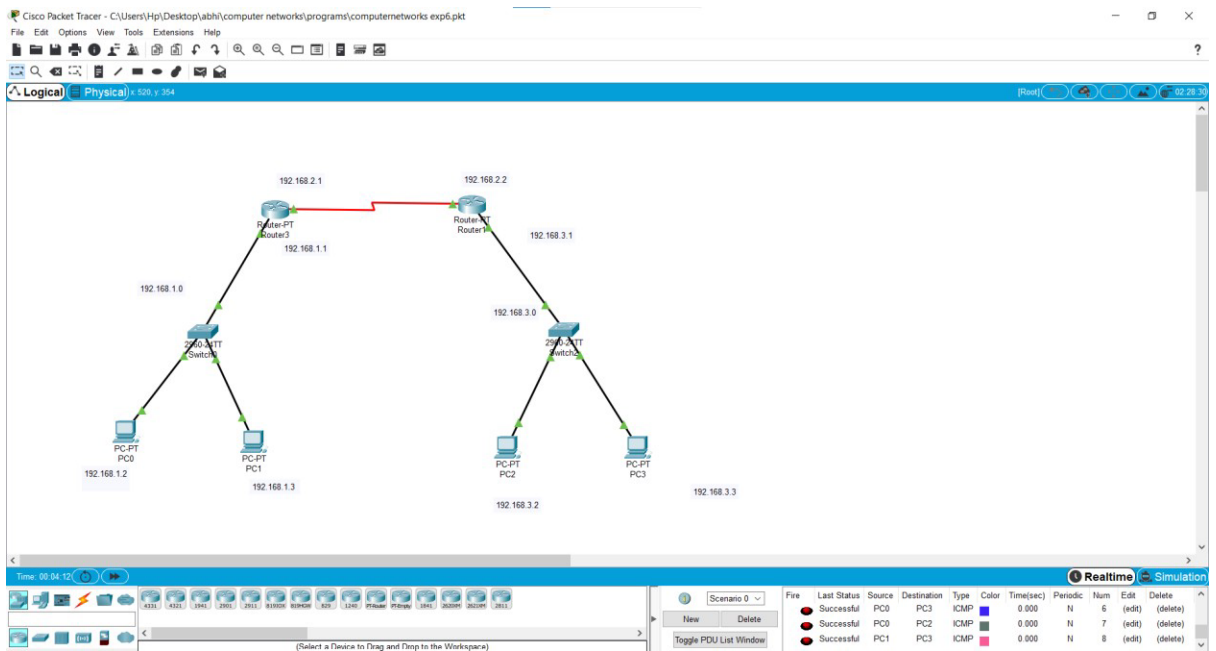 Cisco Packet Tracer - C:\Users\Hp\Desktop\abhi\computer networks\programs\computernetworks exp6.pkt
File Edit Options View Tools Extensions Help
?
Logical Physical x: 520, y: 354 [Root] 02:28:30
192.168.2.1 192.168.2.2
Router-PT
Router3
Router-PT
Router1
192.168.3.1
192.168.1.1
192.168.1.0
192.168.3.0
2960-24TT
Switch0
2960-24TT
Switch2
PC-PT
PC0
PC-PT
PC1
PC-PT
PC2
PC-PT
PC3
192.168.1.2
192.168.1.3
192.168.3.3
192.168.3.2
Time: 00:04:12 Realtime Simulation
4331 4321 1941 2901 2911 819IOX 819HGW 829 1240 PT-Router PT-Empty 1841 2620XM 2621XM 2811
(Select a Device to Drag and Drop to the Workspace)
Scenario 0
New Delete
Toggle PDU List Window
Fire Last Status Source Destination Type Color Time(sec) Periodic Num Edit Delete
Successful PC0 PC3 ICMP 0.000 N 6 (edit) (delete)
Successful PC0 PC2 ICMP 0.000 N 7 (edit) (delete)
Successful PC1 PC3 ICMP 0.000 N 8 (edit) (delete)